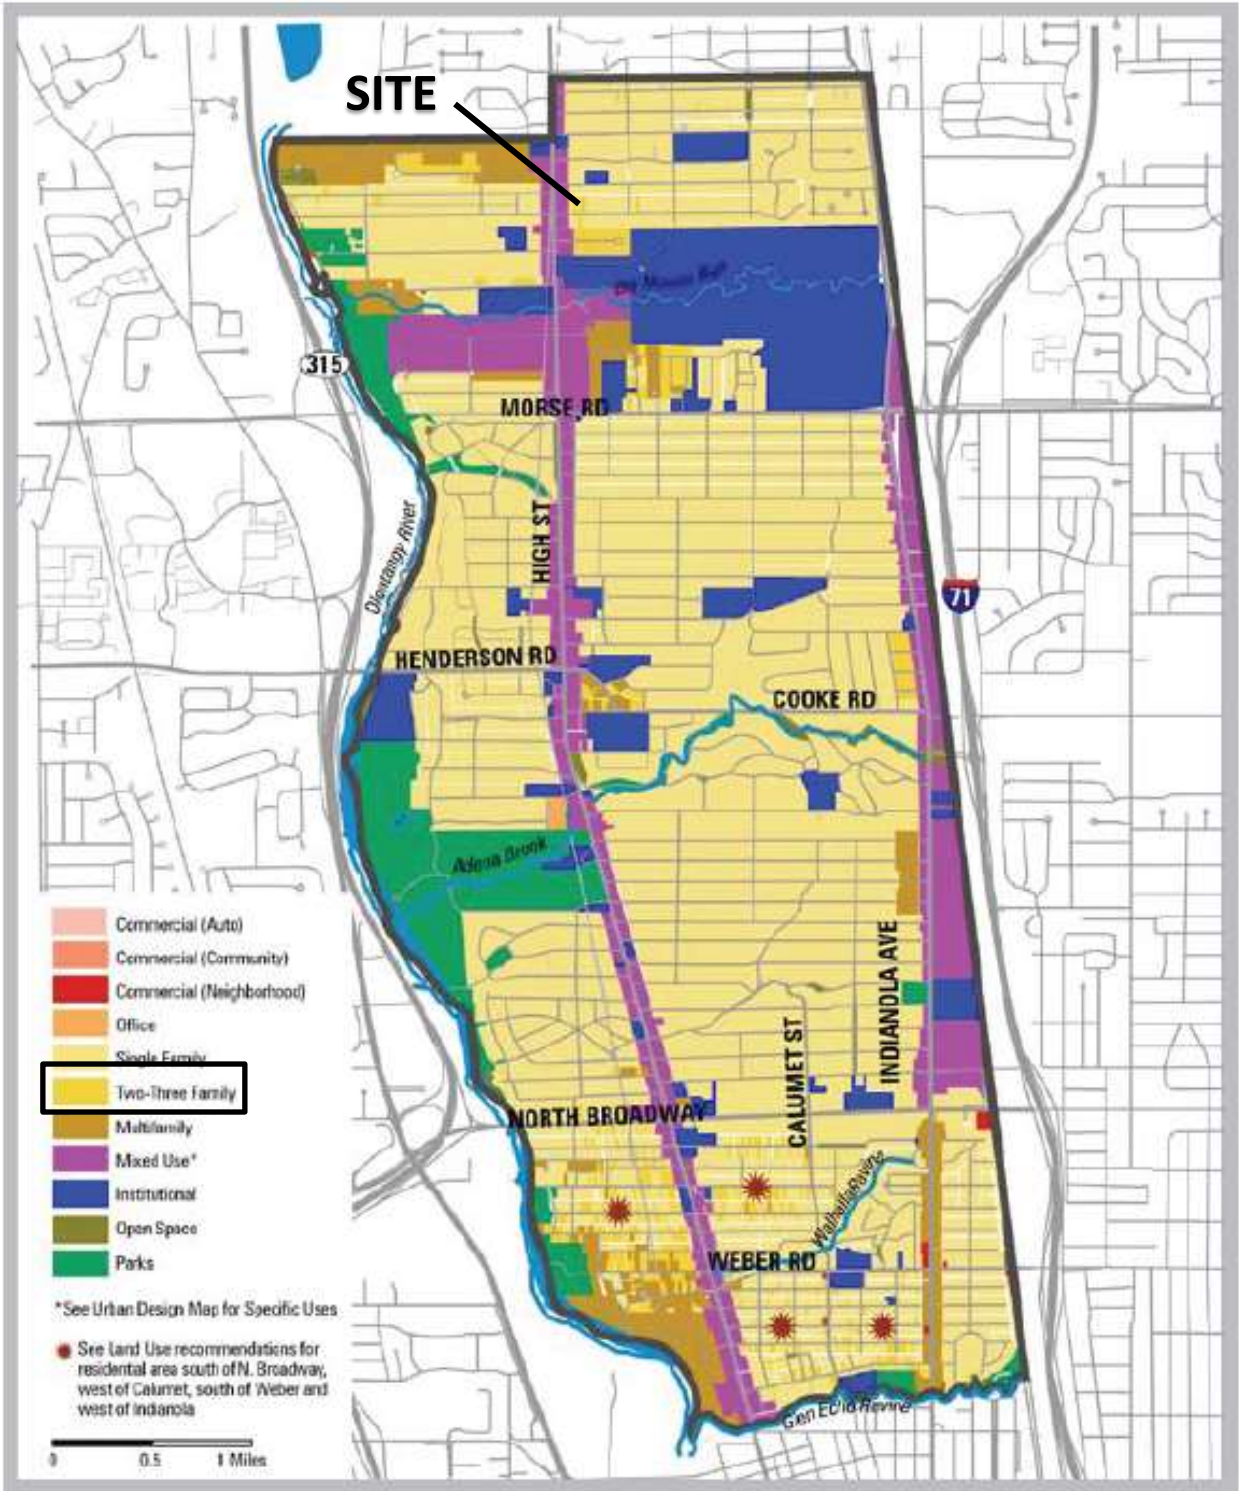 SITE
315
MORSE RD
HIGH ST
Olentangy River
71
HENDERSON RD
COOKE RD
Adena Brook
INDIANOLA AVE
CALUMET ST
NORTH BROADWAY
Walhalla Ravine
WEBER RD
Glen Echo Ravine
Commercial (Auto)
Commercial (Community)
Commercial (Neighborhood)
Office
Single Family
Two-Three Family
Multifamily
Mixed Use*
Institutional
Open Space
Parks
*See Urban Design Map for Specific Uses
See Land Use recommendations for
residential area south of N. Broadway,
west of Calumet, south of Weber and
west of Indianola
0 0.5 1 Miles